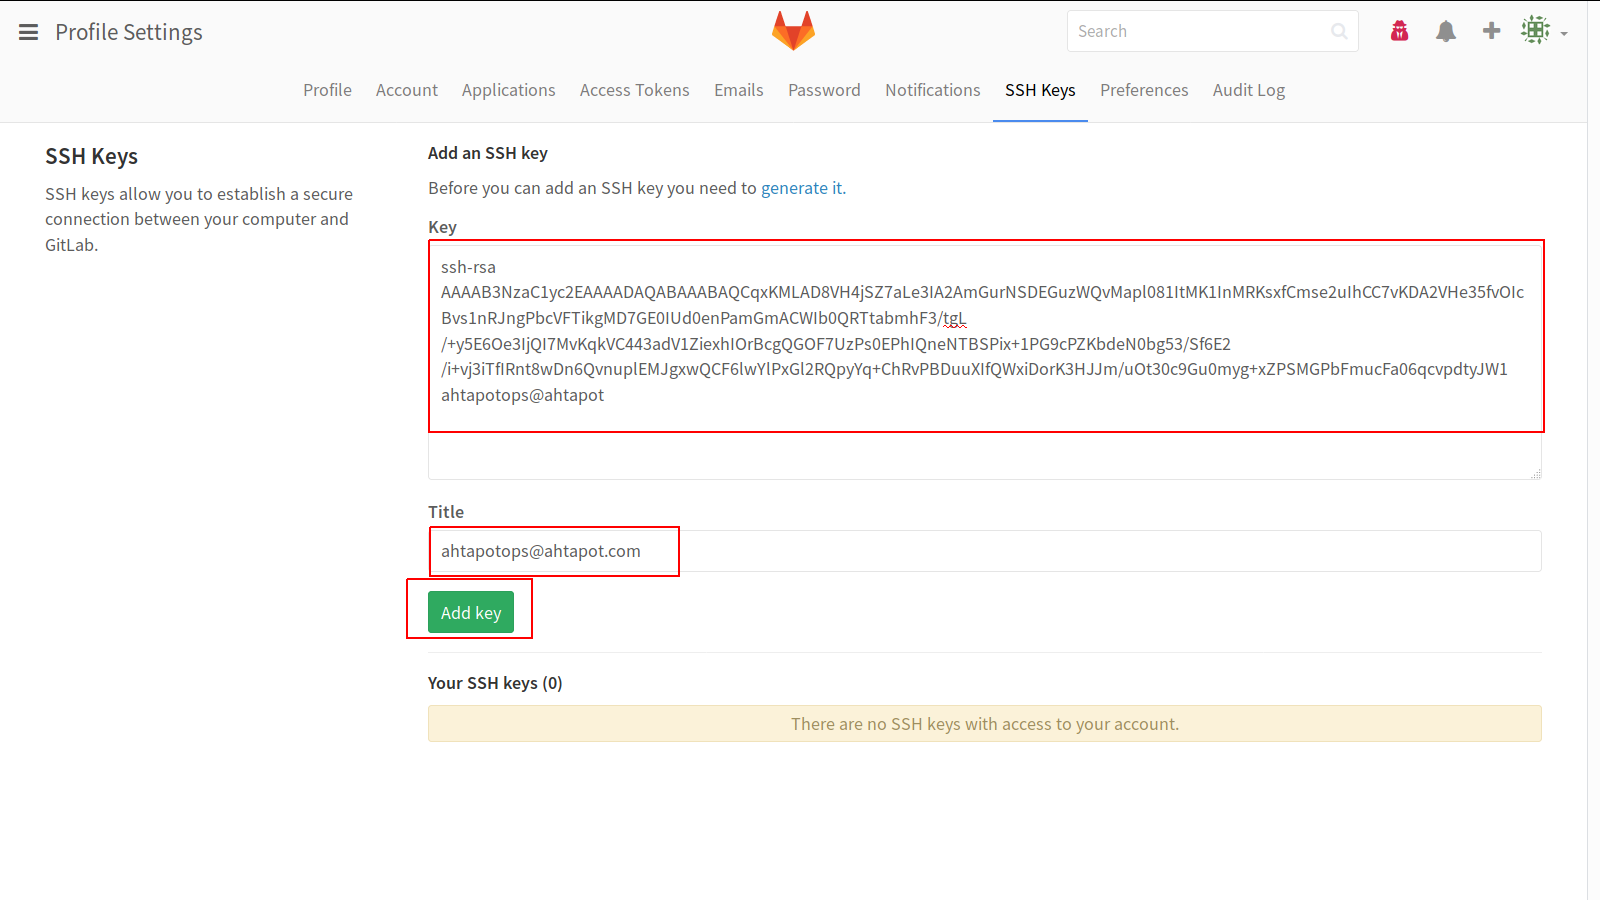 Profile Settings
Search
Profile Account Applications Access Tokens Emails Password Notifications SSH Keys Preferences Audit Log
SSH Keys
SSH keys allow you to establish a secure
connection between your computer and
GitLab.
Add an SSH key
Before you can add an SSH key you need to generate it.
Key
ssh-rsa
AAAAB3NzaC1yc2EAAAADAQABAAABAQCqxKMLAD8VH4jSZ7aLe3IA2AmGurNSDEGuzWQvMapl081ItMK1InMRKsxfCmse2uIhCC7vKDA2VHe35fvOIc
Bvs1nRJngPbcVFTikgMD7GE0IUd0enPamGmACWIb0QRTtabmhF3/tgL
/+y5E6Oe3IjQI7MvKqkVC443adV1ZiexhIOrBcgQGOF7UzPs0EPhIQneNTBSPix+1PG9cPZKbdeN0bg53/Sf6E2
/i+vj3iTfIRnt8wDn6QvnuplEMJgxwQCF6lwYlPxGl2RQpyYq+ChRvPBDuuXIfQWxiDorK3HJJm/uOt30c9Gu0myg+xZPSMGPbFmucFa06qcvpdtyJW1
ahtapotops@ahtapot
Title
ahtapotops@ahtapot.com
Add key
Your SSH keys (0)
There are no SSH keys with access to your account.